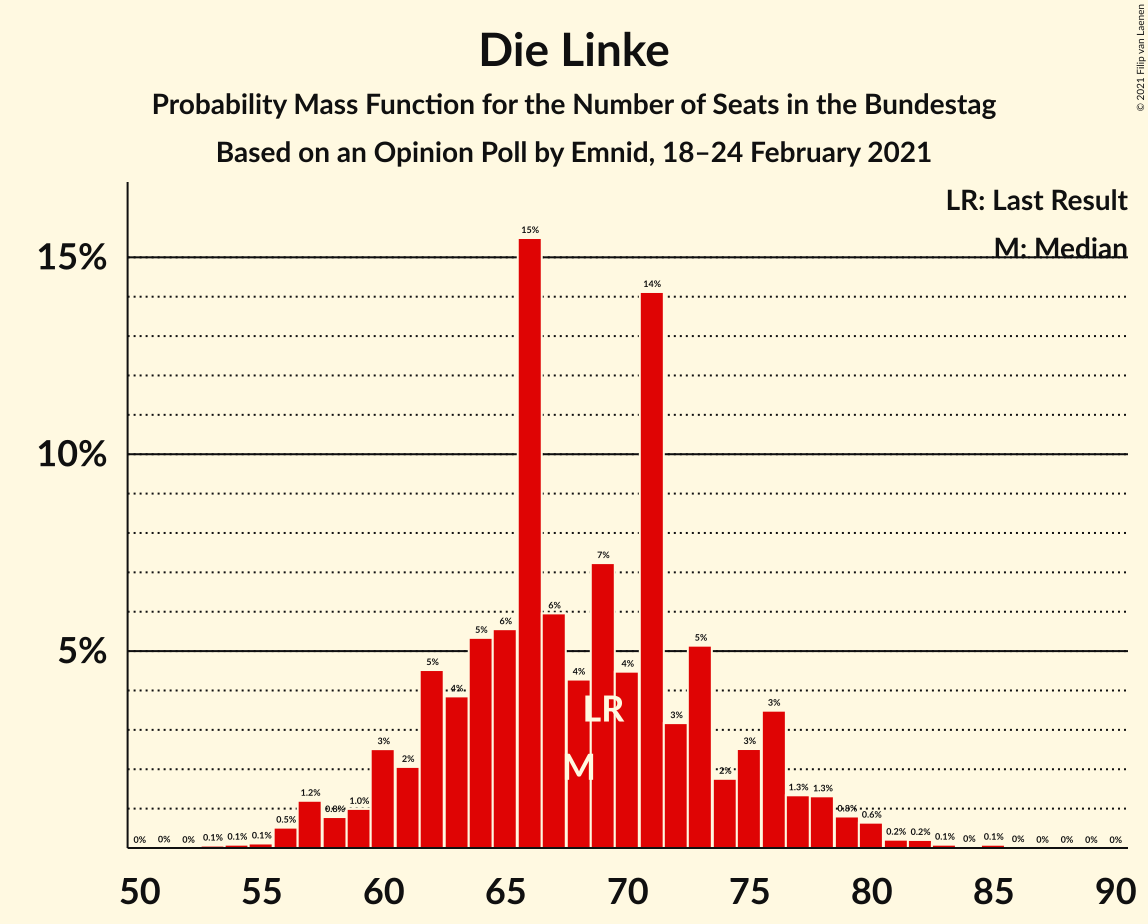 Die Linke
Probability Mass Function for the Number of Seats in the Bundestag
Based on an Opinion Poll by Emnid, 18–24 February 2021
© 2021 Filip van Laenen
LR: Last Result
M: Median
15%
10%
5%
0% 0% 0% 0.1% 0.1% 0.1% 0.5% 1.2% 0.8% 1.0% 3% 2% 5% 4% 5% 6% 15% 6% 4% 7% 4% 14% 3% 5% 2% 3% 3% 1.3% 1.3% 0.8% 0.6% 0.2% 0.2% 0.1% 0% 0.1% 0% 0% 0% 0% 0%
LR
M
50 55 60 65 70 75 80 85 90